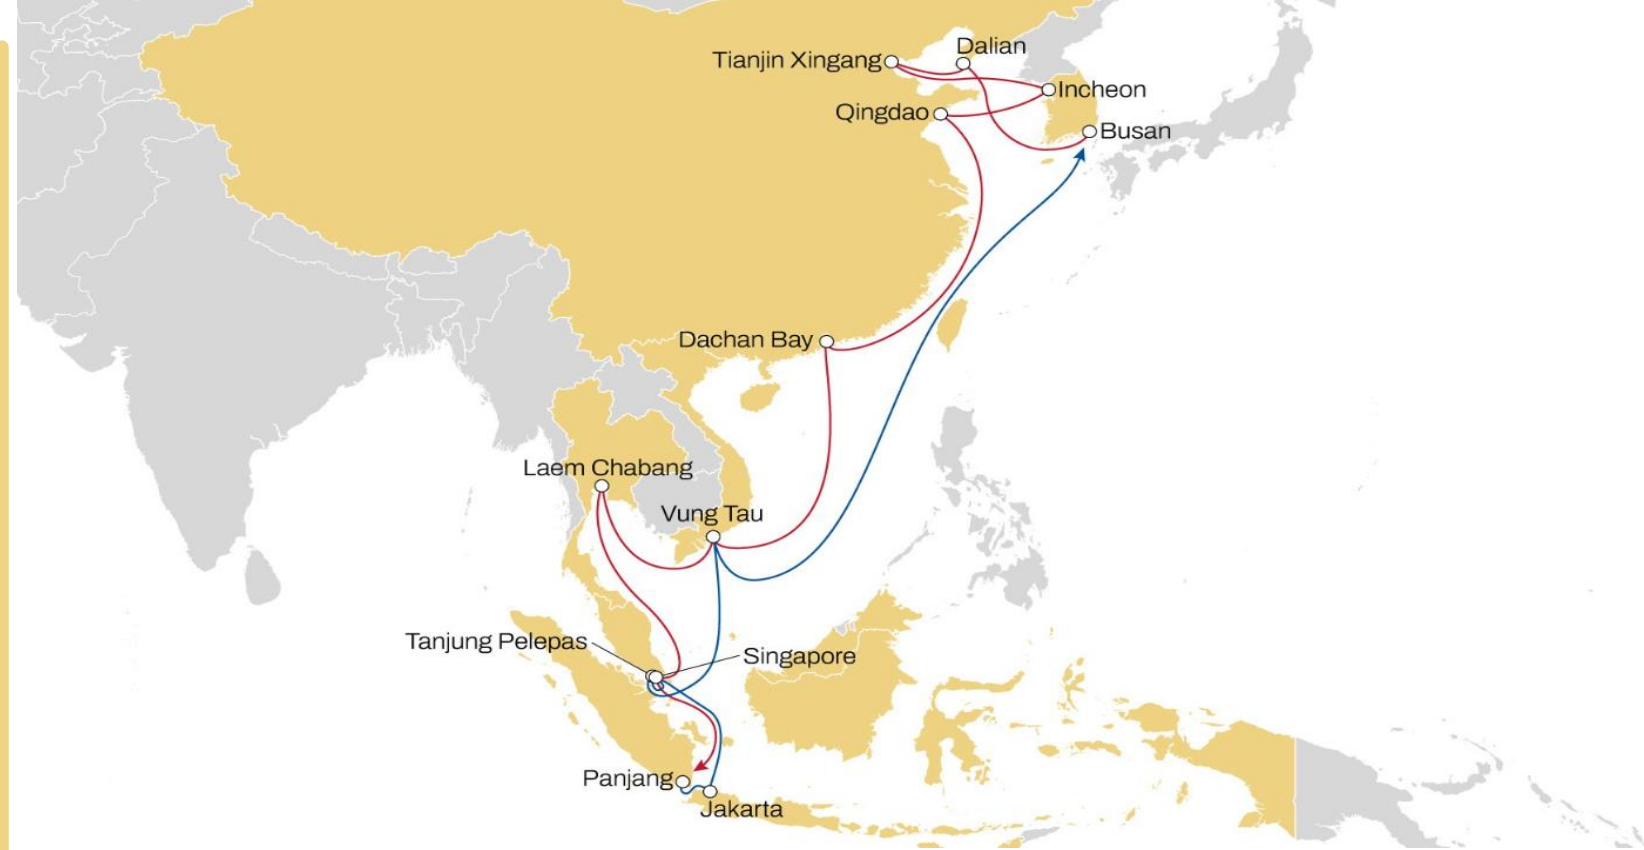 Dalian
Tianjin Xingang
Incheon
Qingdao
Busan
Dachan Bay
Laem Chabang
Vung Tau
Tanjung Pelepas
Singapore
Panjang
Jakarta